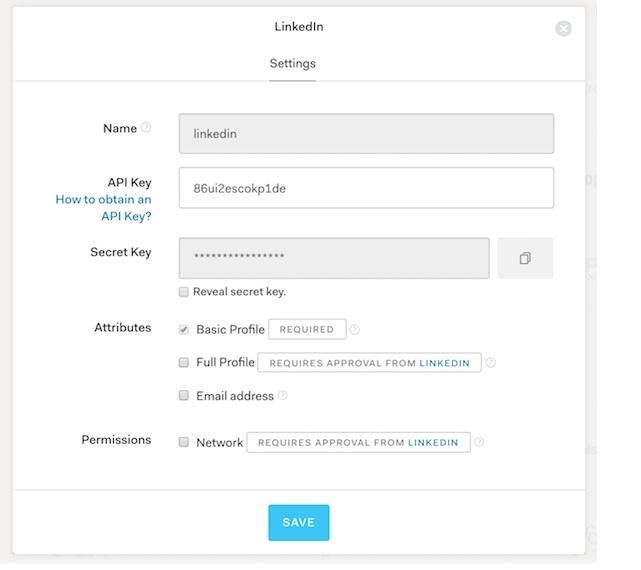 LinkedIn
Settings
Name
linkedin
API Key
How to obtain an
API Key?
86ui2escokp1de
Secret Key
****************
Reveal secret key.
Attributes
Basic Profile REQUIRED
Full Profile REQUIRES APPROVAL FROM LINKEDIN
Email address
Permissions
Network REQUIRES APPROVAL FROM LINKEDIN
SAVE